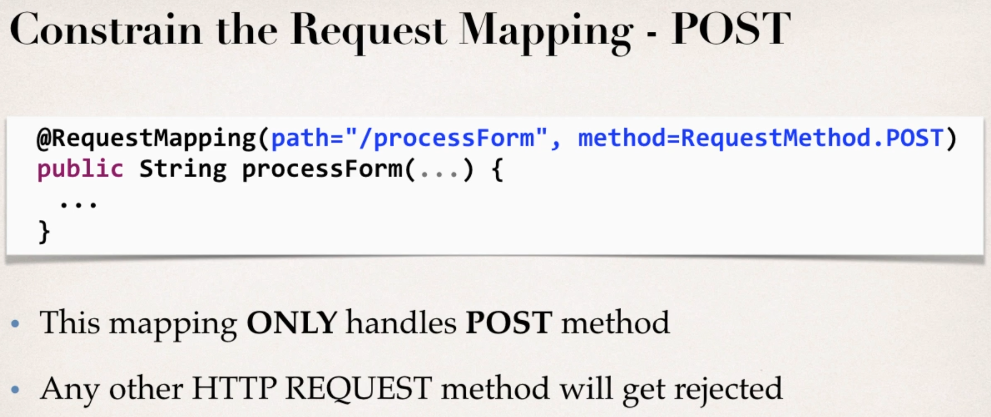 Constrain the Request Mapping - POST
@RequestMapping(path="/processForm", method=RequestMethod.POST)
public String processForm(...) {
...
}
• This mapping ONLY handles POST method
• Any other HTTP REQUEST method will get rejected